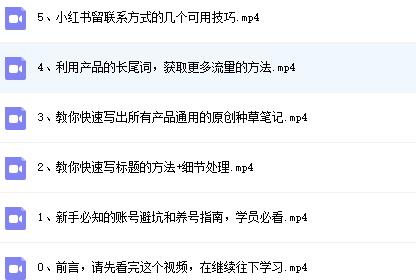 5、小红书留联系方式的几个可用技巧.mp4
4、利用产品的长尾词，获取更多流量的方法.mp4
3、教你快速写出所有产品通用的原创种草笔记.mp4
2、教你快速写标题的方法+细节处理.mp4
1、新手必知的账号避坑和养号指南，学员必看.mp4
0、前言，请先看完这个视频，在继续往下学习.mp4